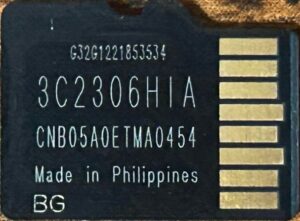 G32G1221853534
3C2306HIA
CNB05A0ETMA0454
Made in Philippines
BG